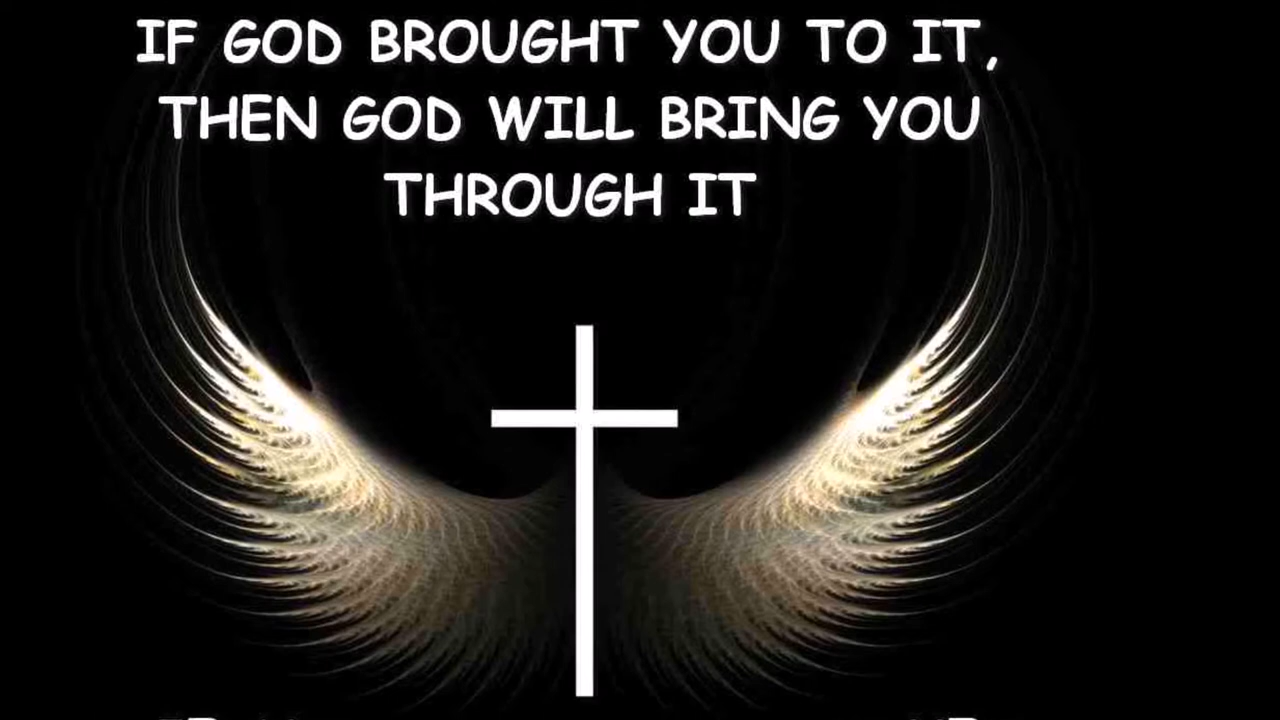 IF GOD BROUGHT YOU TO IT,
THEN GOD WILL BRING YOU
THROUGH IT